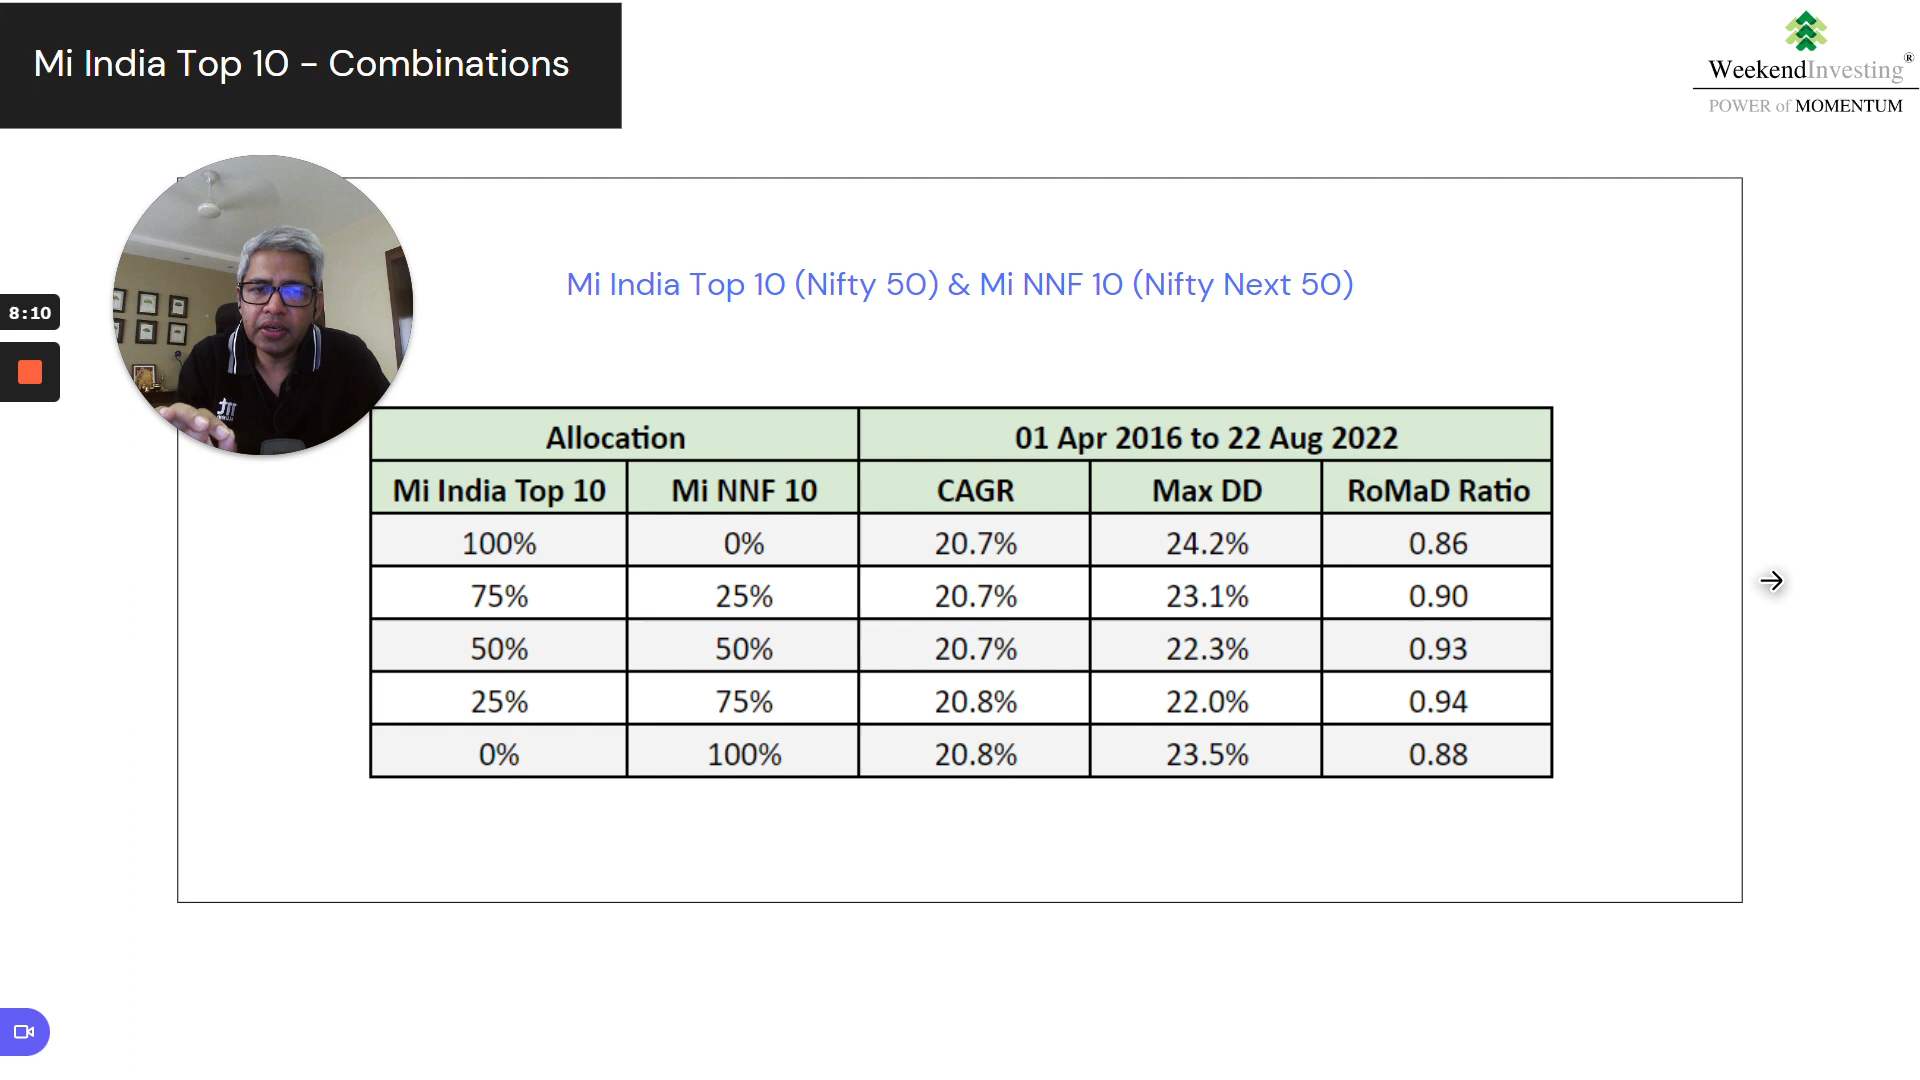 Mi India Top 10 - Combinations
WeekendInvesting®
POWER of MOMENTUM
8:10
Mi India Top 10 (Nifty 50) & Mi NNF 10 (Nifty Next 50)
Allocation 01 Apr 2016 to 22 Aug 2022
Mi India Top 10 Mi NNF 10 CAGR Max DD RoMaD Ratio
100% 0% 20.7% 24.2% 0.86
75% 25% 20.7% 23.1% 0.90
50% 50% 20.7% 22.3% 0.93
25% 75% 20.8% 22.0% 0.94
0% 100% 20.8% 23.5% 0.88